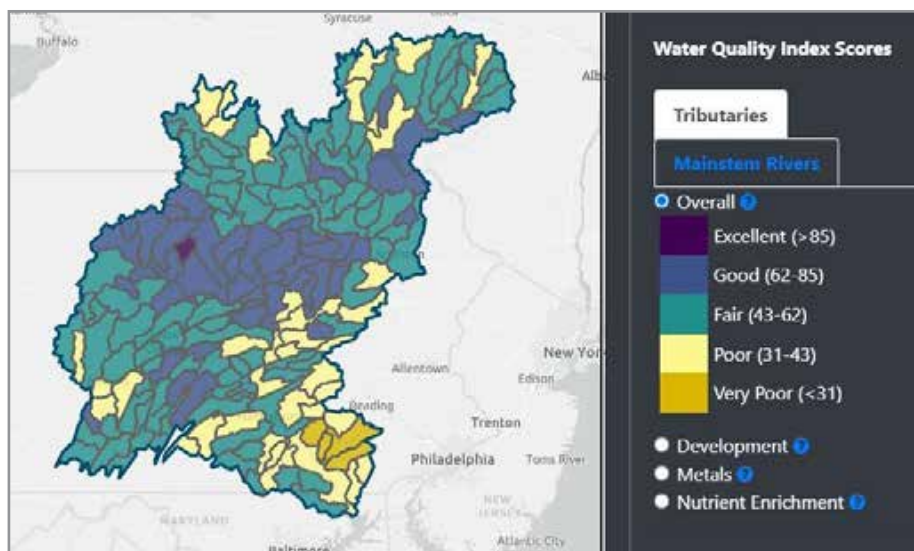 Syracuse
Buffalo
Water Quality Index Scores
Tributaries
Mainstem Rivers
Overall ?
Excellent (>85)
Good (62-85)
Fair (43-62)
Poor (31-43)
Very Poor (<31)
Development ?
Metals ?
Nutrient Enrichment ?
New York
Allentown
Edison
Reading
Trenton
Philadelphia
Toms River
MARYLAND
NEW
JERSEY
Baltimore
Atlantic City